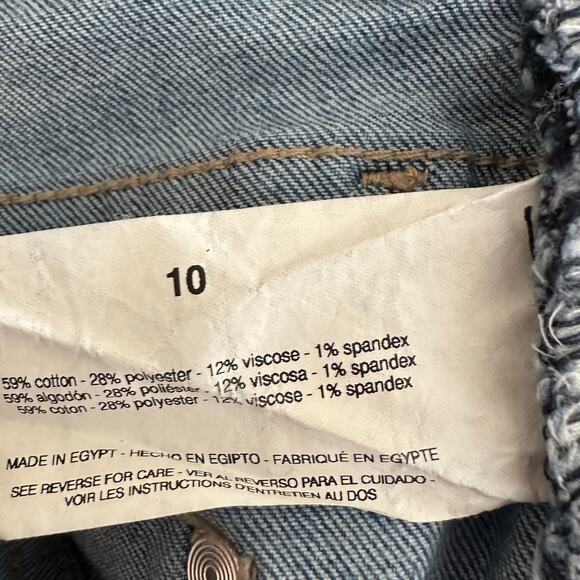 10
59% cotton - 28% polyester - 12% viscose - 1% spandex
59% algodón - 28% poliéster - 12% viscosa - 1% spandex
59% coton - 28% polyester - 12% viscose - 1% spandex
MADE IN EGYPT - HECHO EN EGIPTO - FABRIQUÉ EN EGYPTE
SEE REVERSE FOR CARE - VER AL REVERSO PARA EL CUIDADO -
VOIR LES INSTRUCTIONS D'ENTRETIEN AU DOS